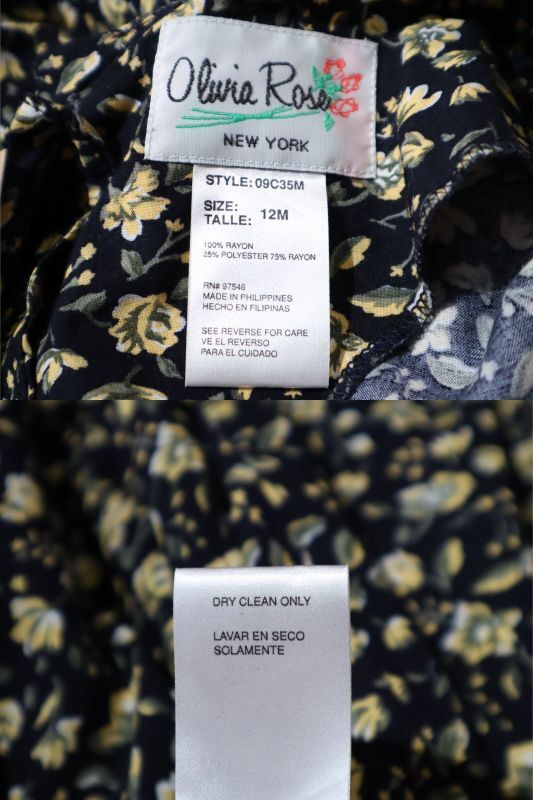 Olivia Rose
NEW YORK
STYLE: 09C35M
SIZE:
TALLE: 12M
100% RAYON
25% POLYESTER 75% RAYON
RN# 97546
MADE IN PHILIPPINES
HECHO EN FILIPINAS
SEE REVERSE FOR CARE
VE EL REVERSO
PARA EL CUIDADO
DRY CLEAN ONLY
LAVAR EN SECO
SOLAMENTE